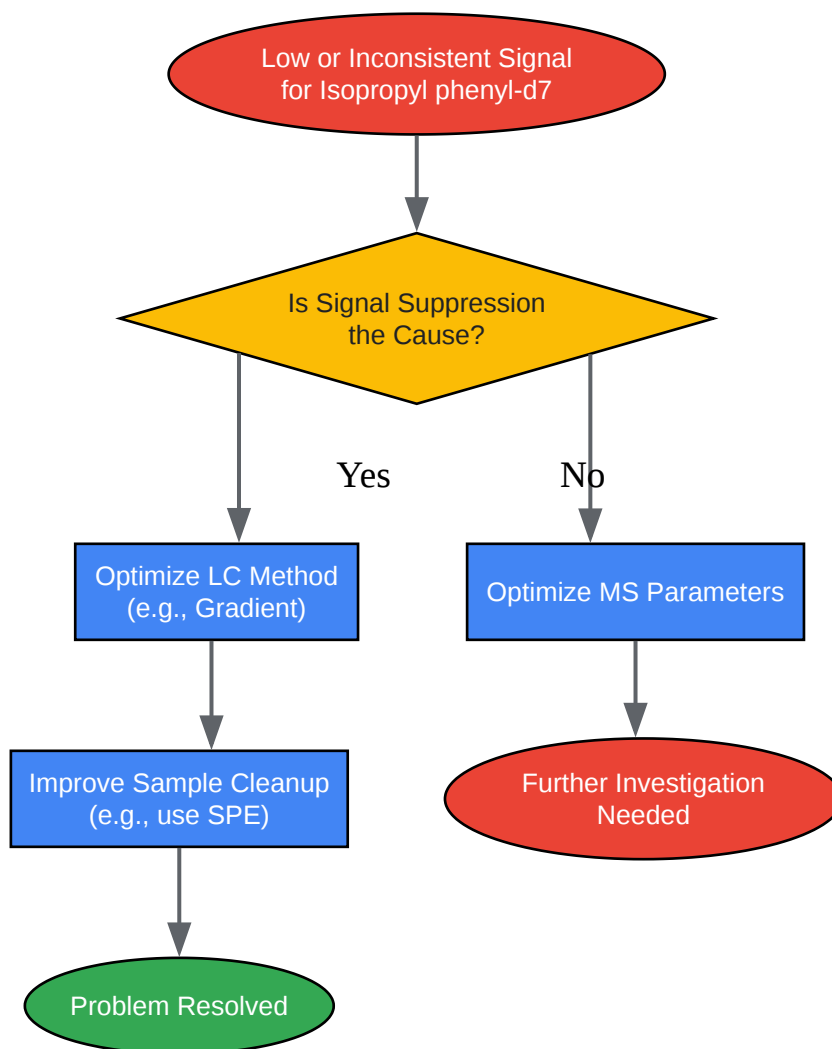 Low or Inconsistent Signal
for Isopropyl phenyl-d7
Is Signal Suppression
the Cause?
Yes
No
Optimize LC Method
(e.g., Gradient)
Optimize MS Parameters
Improve Sample Cleanup
(e.g., use SPE)
Further Investigation
Needed
Problem Resolved